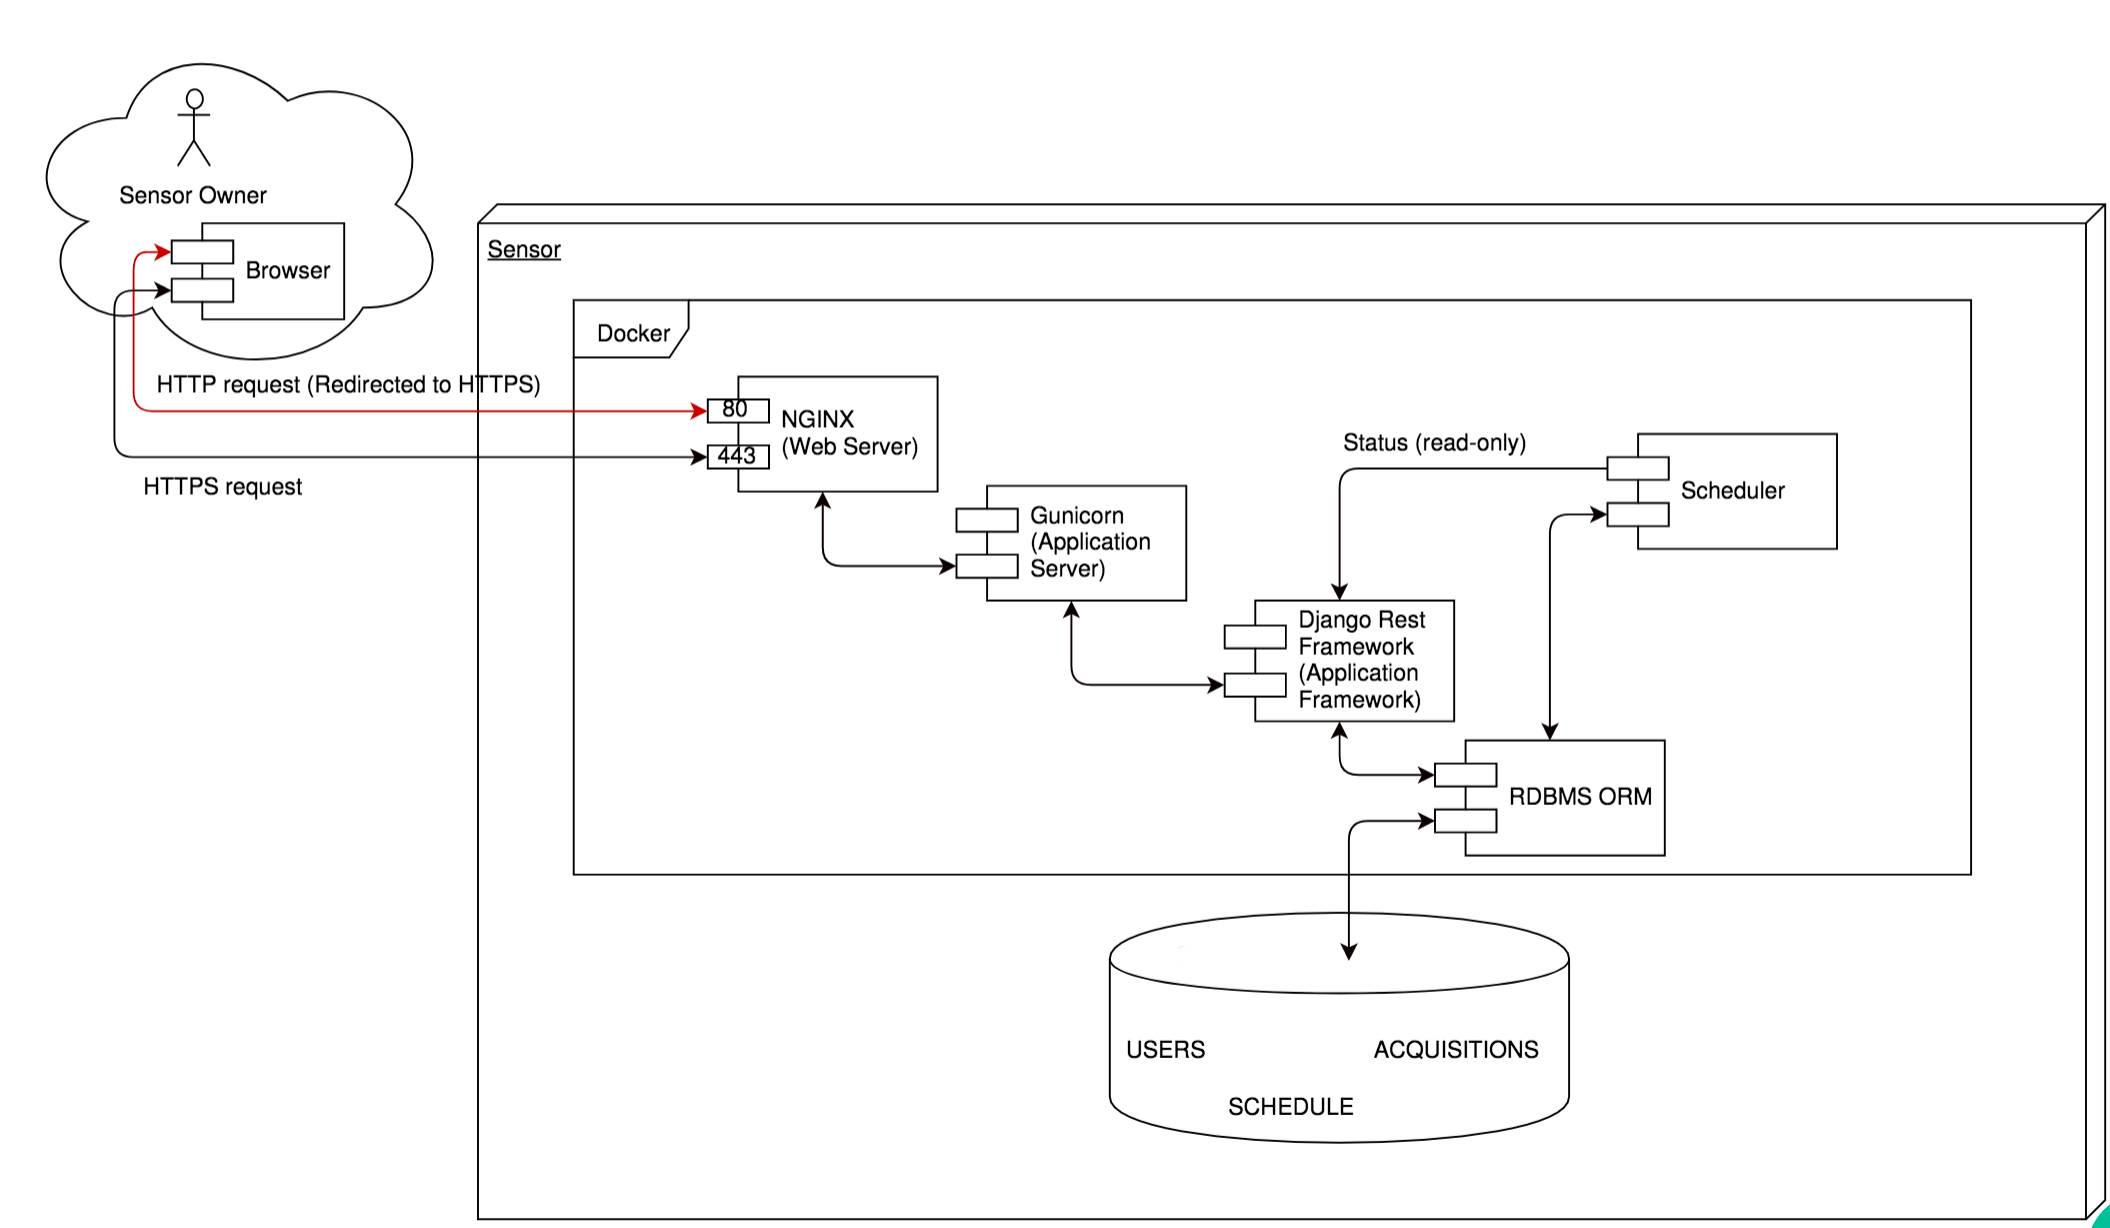 Sensor Owner
Browser
Sensor
Docker
HTTP request (Redirected to HTTPS)
80
NGINX
(Web Server)
443
HTTPS request
Status (read-only)
Scheduler
Gunicorn
(Application
Server)
Django Rest
Framework
(Application
Framework)
RDBMS ORM
USERS
ACQUISITIONS
SCHEDULE